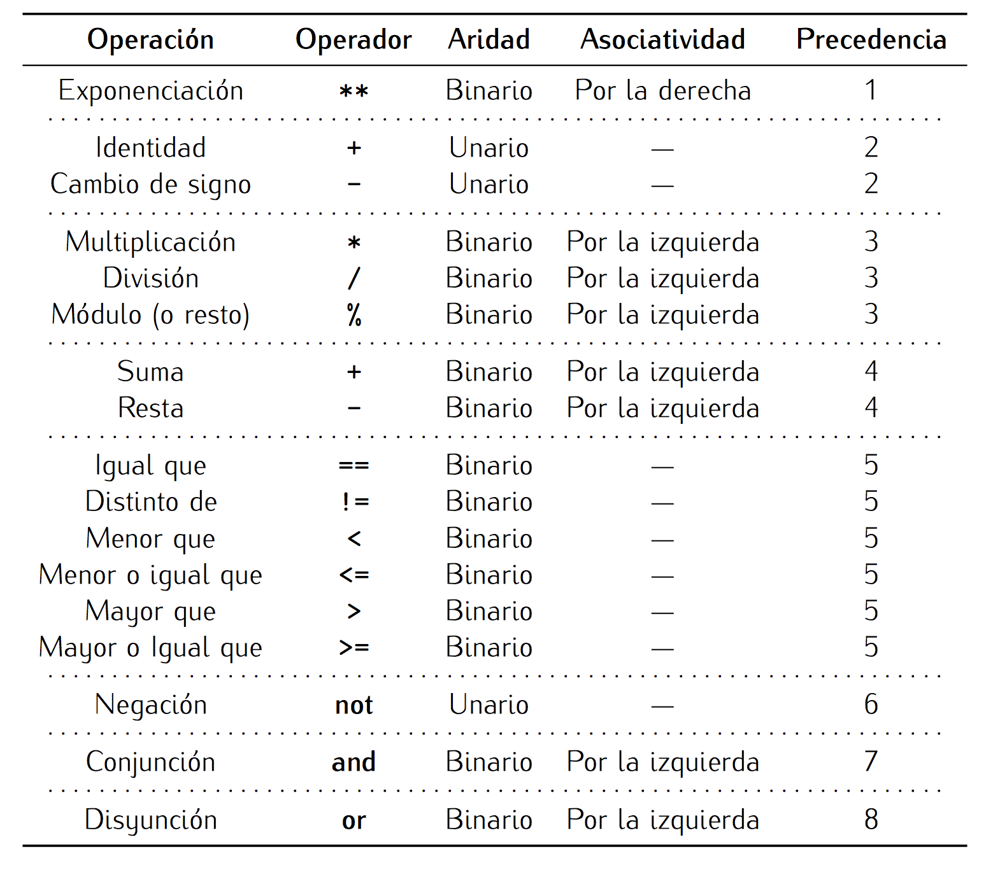 Operación Operador Aridad Asociatividad Precedencia
Exponenciación ** Binario Por la derecha 1
Identidad + Unario — 2
Cambio de signo - Unario — 2
Multiplicación * Binario Por la izquierda 3
División / Binario Por la izquierda 3
Módulo (o resto) % Binario Por la izquierda 3
Suma + Binario Por la izquierda 4
Resta - Binario Por la izquierda 4
Igual que == Binario — 5
Distinto de != Binario — 5
Menor que < Binario — 5
Menor o igual que <= Binario — 5
Mayor que > Binario — 5
Mayor o Igual que >= Binario — 5
Negación not Unario — 6
Conjunción and Binario Por la izquierda 7
Disyunción or Binario Por la izquierda 8